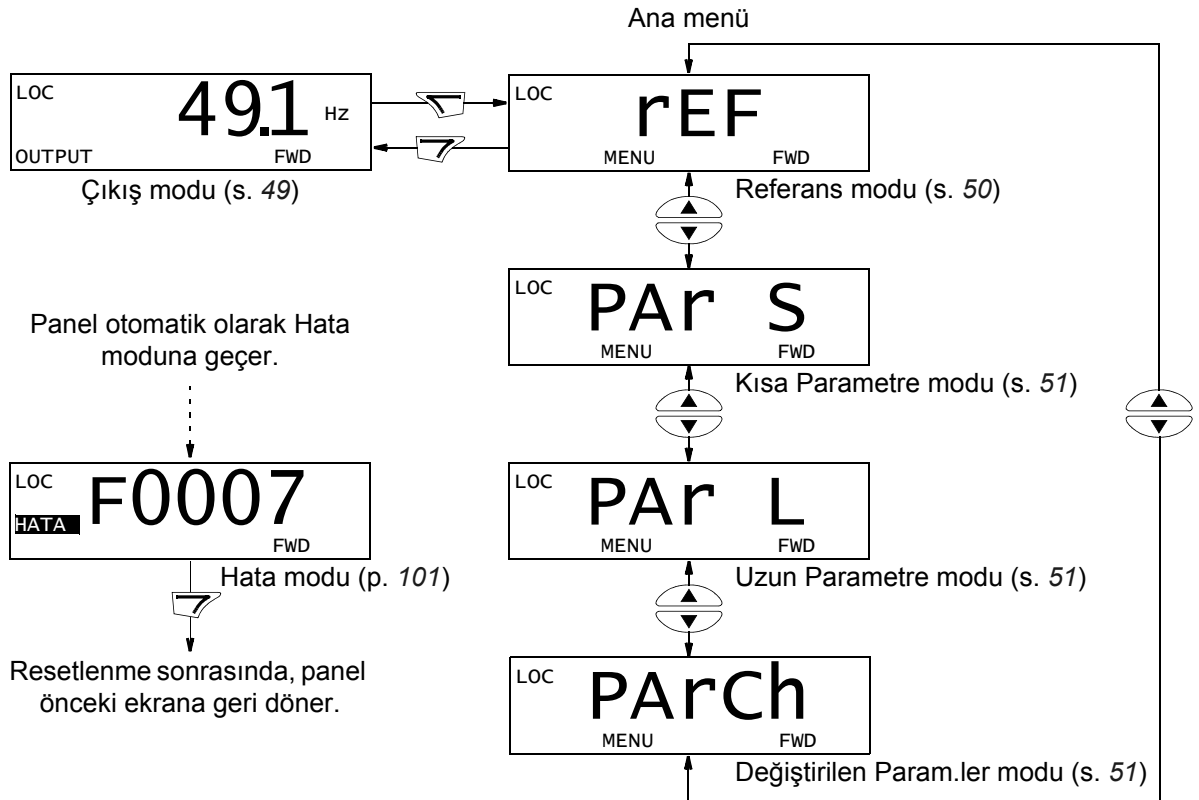 Ana menü
LOC
49.1 Hz
OUTPUT FWD
Çıkış modu (s. 49)
LOC
rEF
MENU FWD
Referans modu (s. 50)
LOC
PAr S
MENU FWD
Kısa Parametre modu (s. 51)
Panel otomatik olarak Hata
moduna geçer.
LOC
F0007
HATA
FWD
Hata modu (p. 101)
Resetlenme sonrasında, panel
önceki ekrana geri döner.
LOC
PAr L
MENU FWD
Uzun Parametre modu (s. 51)
LOC
PArCh
MENU FWD
Değiştirilen Param.ler modu (s. 51)